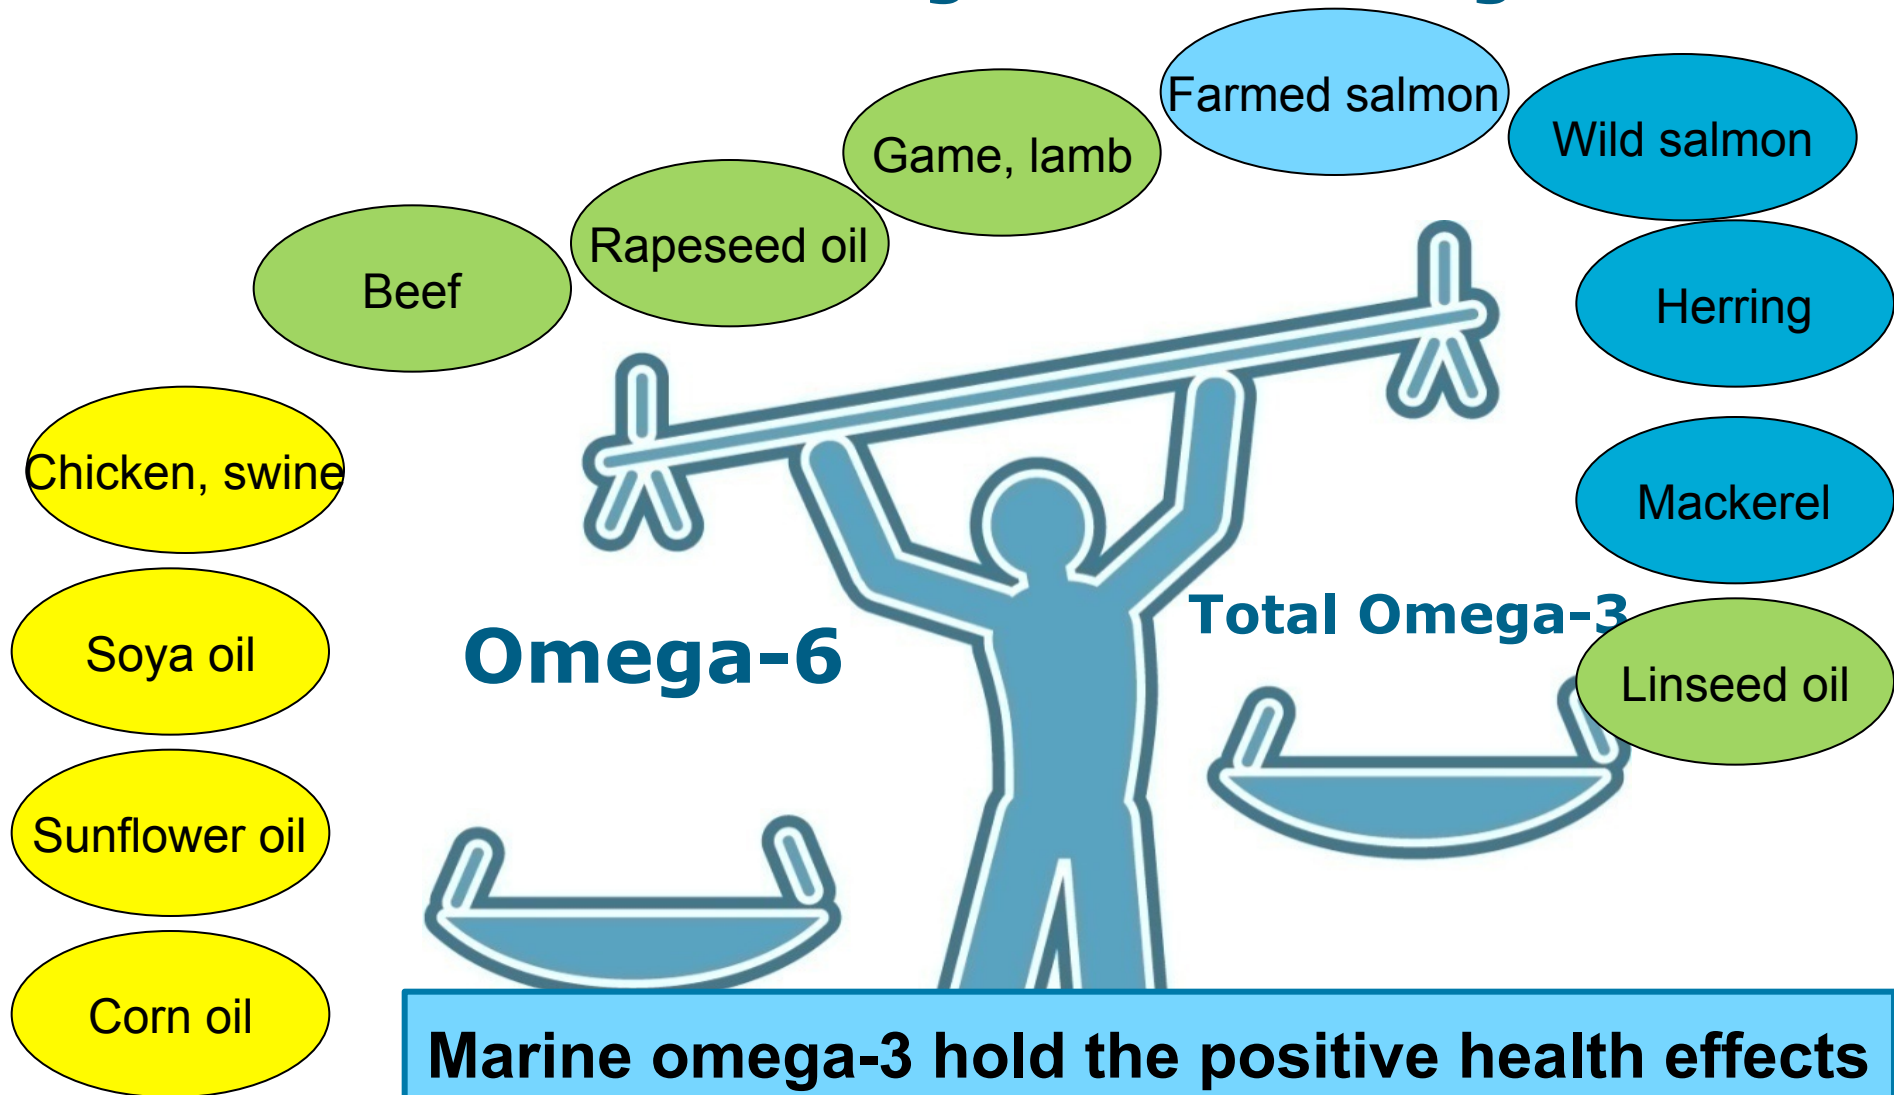 Farmed salmon
Wild salmon
Game, lamb
Rapeseed oil
Beef
Herring
Chicken, swine
Mackerel
Total Omega-3
Omega-6
Soya oil
Linseed oil
Sunflower oil
Corn oil
Marine omega-3 hold the positive health effects